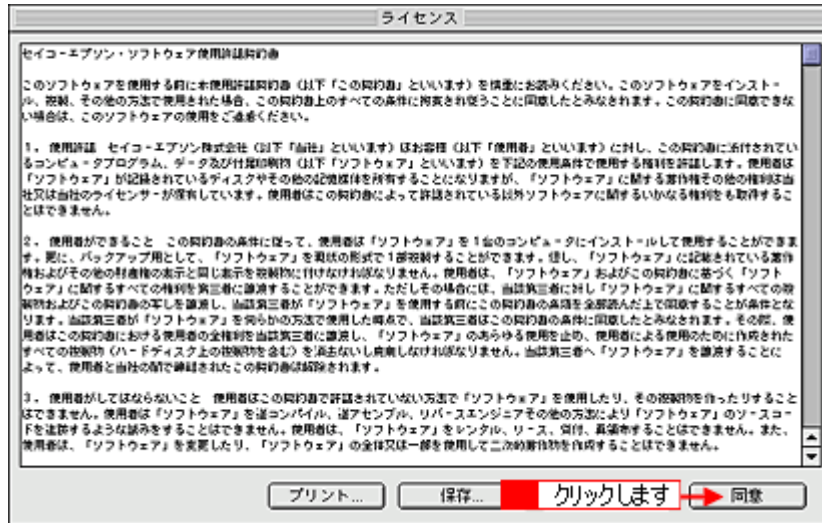 ライセンス
セイコーエプソン・ソフトウェア使用許諾契約書
このソフトウェアを使用する前に本使用許諾契約書（以下「この契約書」といいます）を慎重にお読みください。このソフトウェアをインストー
ル、複製、その他の方法で使用された場合、この契約書上のすべての条件に拘束され従うことに同意したとみなされます。この契約書に同意できな
い場合は、このソフトウェアの使用をご遠慮ください。
1. 使用許諾 セイコーエプソン株式会社（以下「当社」といいます）はお客様（以下「使用者」といいます）に対し、この契約書に添付されてい
るコンピュータプログラム、データ及び付属印刷物（以下「ソフトウェア」といいます）を下記の使用条件で使用する権利を許諾します。使用者は
「ソフトウェア」が記録されているディスクやその他の記憶媒体を所有することになりますが、「ソフトウェア」に関する著作権その他の権利は当
社又は当社のライセンサーが保有しています。使用者はこの契約書によって許諾されている以外ソフトウェアに関するいかなる権利をも取得するこ
とはできません。
2. 使用者ができること この契約書の条件に従って、使用者は「ソフトウェア」を1台のコンピュータにインストールして使用することができま
す。更に、バックアップ用として、「ソフトウェア」を現状の形式で1部複製することができます。但し、「ソフトウェア」に記載されている著作
権およびその他の財産権の表示と同じ表示を複製物に付けなければなりません。使用者は、「ソフトウェア」およびこの契約書に基づく「ソフト
ウェア」に関するすべての権利を第三者に譲渡することができます。ただしその場合には、当該第三者に対し「ソフトウェア」に関するすべての複
製物およびこの契約書の写しを譲渡し、当該第三者が「ソフトウェア」を使用する前にこの契約書の条項を全部読んだ上で同意することが条件とな
ります。当該第三者が「ソフトウェア」を何らかの方法で使用した時点で、当該第三者はこの契約書の条件に同意したとみなされます。その際、使
用者はこの契約書における使用者の全権利を当該第三者に譲渡し、「ソフトウェア」のあらゆる使用を止め、使用者による使用のために作成された
すべての複製物（ハードディスク上の複製物を含む）を消去ないし廃棄しなければなりません。当該第三者へ「ソフトウェア」を譲渡することに
よって、使用者と当社の間で締結されたこの契約書は解除されます。
3. 使用者がしてはならないこと 使用者はこの契約書で許諾されていない方法で「ソフトウェア」を使用したり、その複製物を作ったりすること
はできません。使用者は「ソフトウェア」を逆コンパイル、逆アセンブル、リバースエンジニアその他の方法により「ソフトウェア」のソースコー
ドを追跡するような試みをすることはできません。使用者は、「ソフトウェア」をレンタル、リース、貸付、再頒布することはできません。また、
使用者は、「ソフトウェア」を変更したり、「ソフトウェア」の全体又は一部を使用して二次的著作物を作成することはできません。
プリント... 保存... クリックします 同意